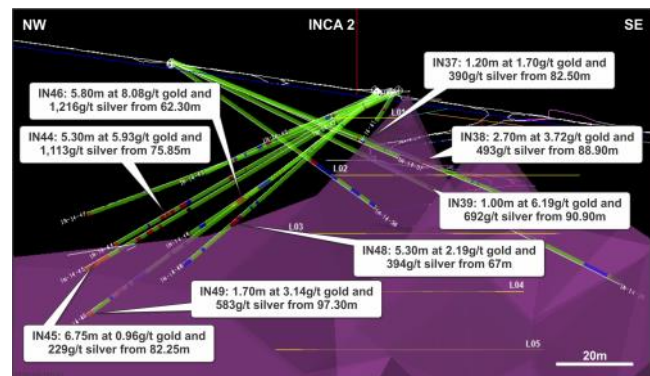 NW
INCA 2
SE
IN37: 1.20m at 1.70g/t gold and
390g/t silver from 82.50m
IN46: 5.80m at 8.08g/t gold and
1,216g/t silver from 62.30m
L01
IN44: 5.30m at 5.93g/t gold and
1,113g/t silver from 75.85m
IN38: 2.70m at 3.72g/t gold and
493g/t silver from 88.90m
L02
IN39: 1.00m at 6.19g/t gold and
692g/t silver from 90.90m
L03
IN48: 5.30m at 2.19g/t gold and
394g/t silver from 67m
IN49: 1.70m at 3.14g/t gold and
583g/t silver from 97.30m
L04
IN45: 6.75m at 0.96g/t gold and
229g/t silver from 82.25m
L05
20m